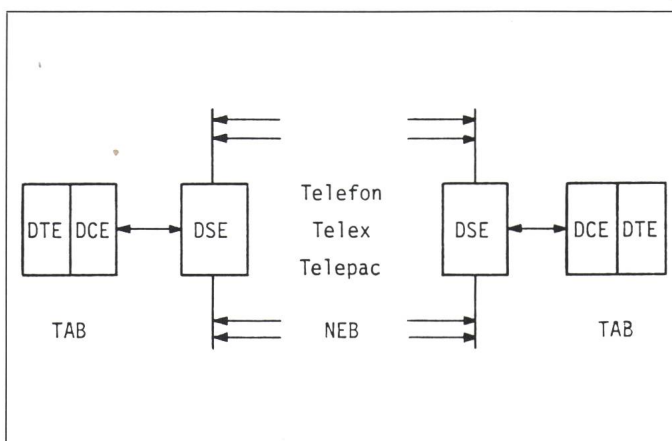 Telefon
DTE DCE DSE Telex DSE DCE DTE
Telepac
TAB NEB TAB